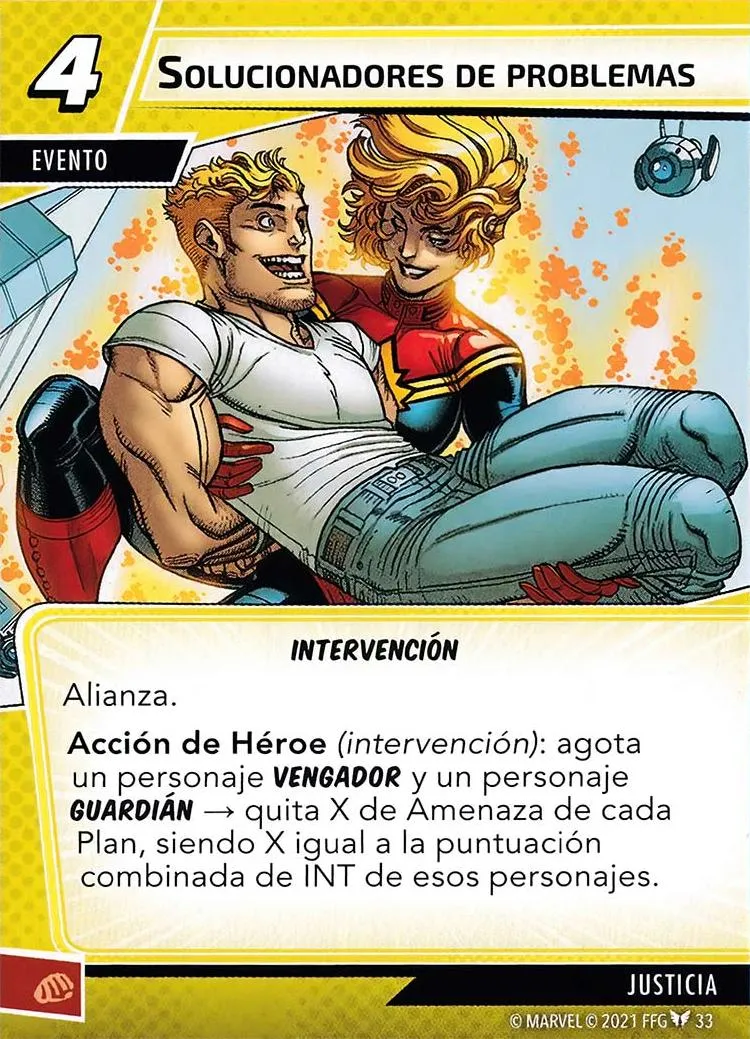 4
SOLUCIONADORES DE PROBLEMAS
EVENTO
INTERVENCIÓN
Alianza.
Acción de Héroe (intervención): agota
un personaje VENGADOR y un personaje
GUARDIÁN → quita X de Amenaza de cada
Plan, siendo X igual a la puntuación
combinada de INT de esos personajes.
JUSTICIA
© MARVEL © 2021 FFG 33